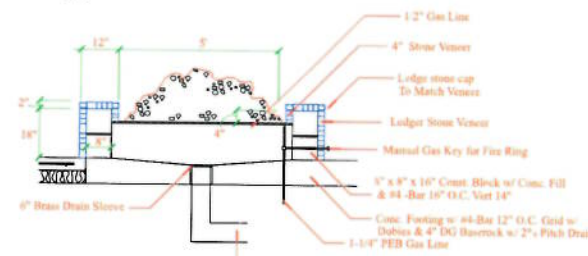 1/2" Gas Line
12"
5'
4" Stone Veneer
Ledge stone cap
To Match Veneer
2"
18"
8"
4"
Ledger Stone Veneer
Manual Gas Key for Fire Ring
8" x 8" x 16" Const. Block w/ Conc. Fill
& #4 -Bar 16" O.C. Vert 14"
6" Brass Drain Sleeve
Conc. Footing w/ #4-Bar 12" O.C. Grid w/
Dobies & 4" DG Baserock w/ 2% Pitch Drain
1-1/4" PEB Gas Line